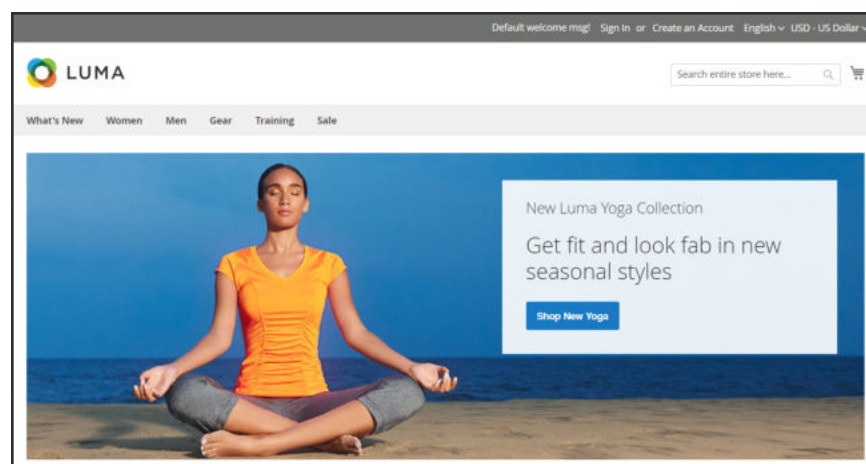 Default welcome msg! Sign In or Create an Account English USD - US Dollar
LUMA
Search entire store here...
What's New Women Men Gear Training Sale
New Luma Yoga Collection
Get fit and look fab in new
seasonal styles
Shop New Yoga